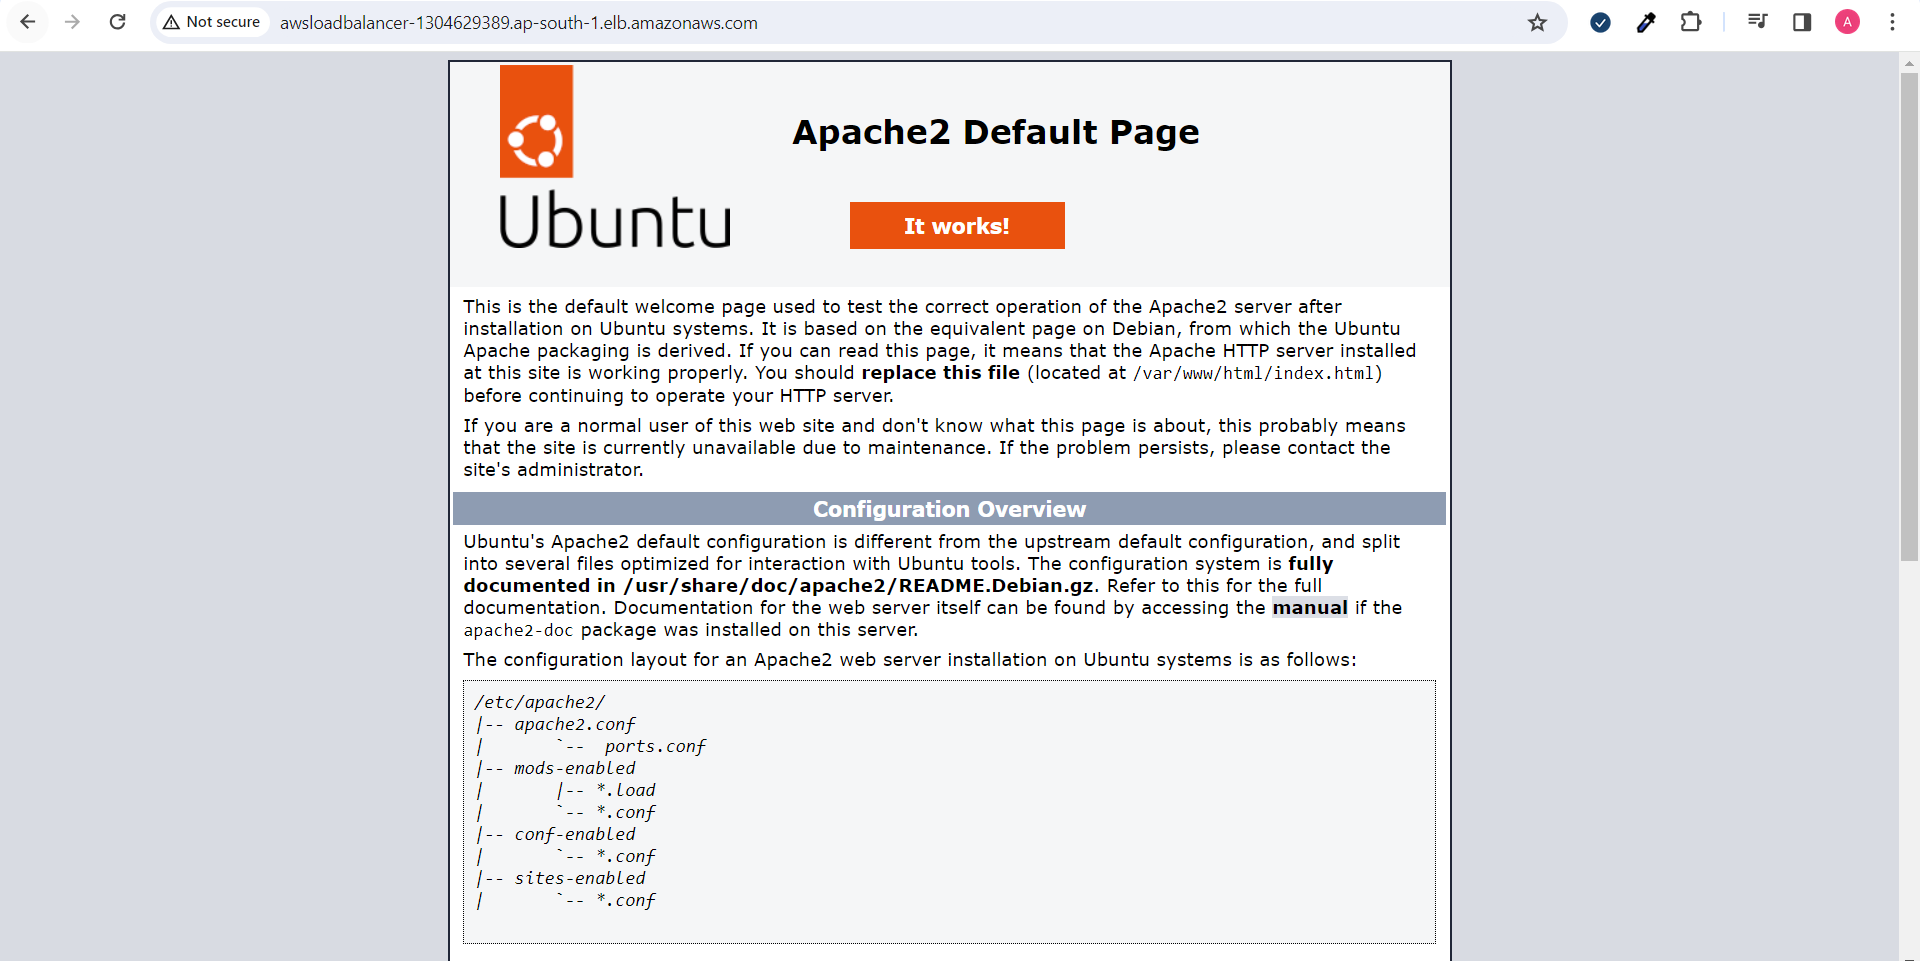 Not secure awsloadbalancer-1304629389.ap-south-1.elb.amazonaws.com A
Apache2 Default Page
Ubuntu
It works!
This is the default welcome page used to test the correct operation of the Apache2 server after
installation on Ubuntu systems. It is based on the equivalent page on Debian, from which the Ubuntu
Apache packaging is derived. If you can read this page, it means that the Apache HTTP server installed
at this site is working properly. You should replace this file (located at /var/www/html/index.html)
before continuing to operate your HTTP server.
If you are a normal user of this web site and don't know what this page is about, this probably means
that the site is currently unavailable due to maintenance. If the problem persists, please contact the
site's administrator.
Configuration Overview
Ubuntu's Apache2 default configuration is different from the upstream default configuration, and split
into several files optimized for interaction with Ubuntu tools. The configuration system is fully
documented in /usr/share/doc/apache2/README.Debian.gz. Refer to this for the full
documentation. Documentation for the web server itself can be found by accessing the manual if the
apache2-doc package was installed on this server.
The configuration layout for an Apache2 web server installation on Ubuntu systems is as follows:
/etc/apache2/
|-- apache2.conf
|       `--  ports.conf
|-- mods-enabled
|       |-- *.load
|       `-- *.conf
|-- conf-enabled
|       `-- *.conf
|-- sites-enabled
|       `-- *.conf